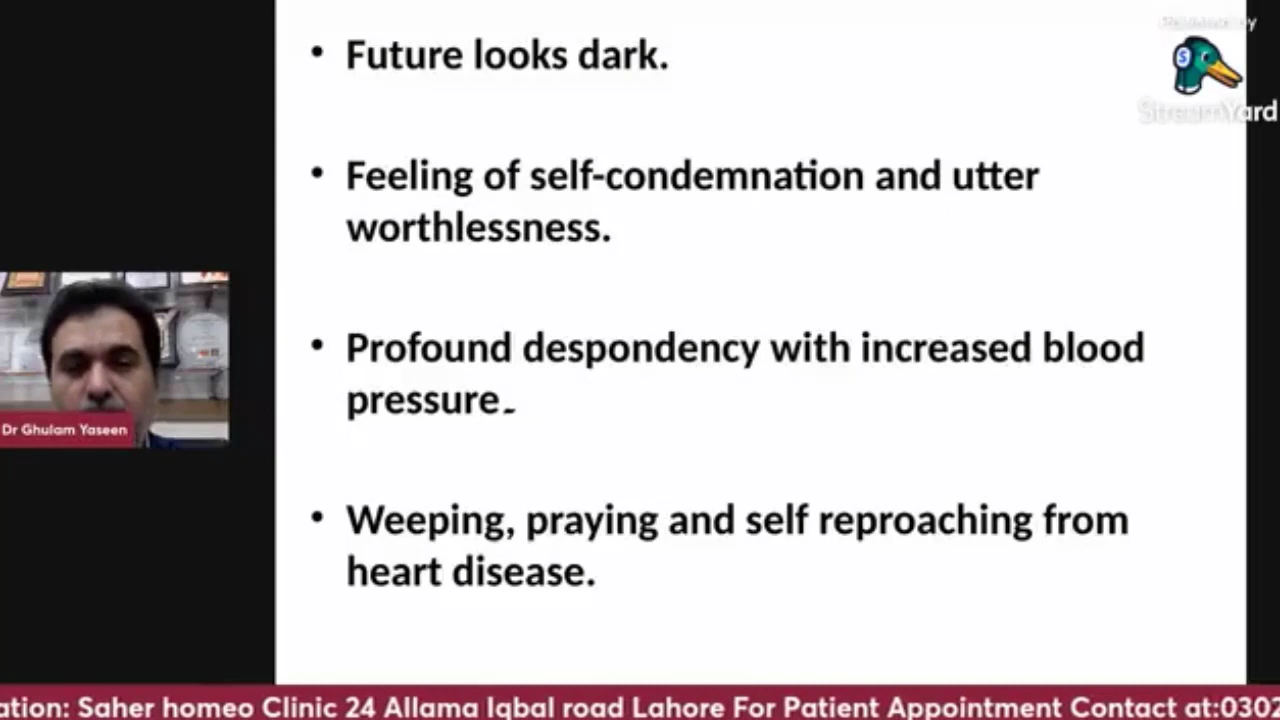 • Future looks dark.
• Feeling of self-condemnation and utter
worthlessness.
• Profound despondency with increased blood
pressure.
• Weeping, praying and self reproaching from
heart disease.
StreamYard
Dr Ghulam Yaseen
ation: Saher homeo Clinic 24 Allama Iqbal road Lahore For Patient Appointment Contact at:0302